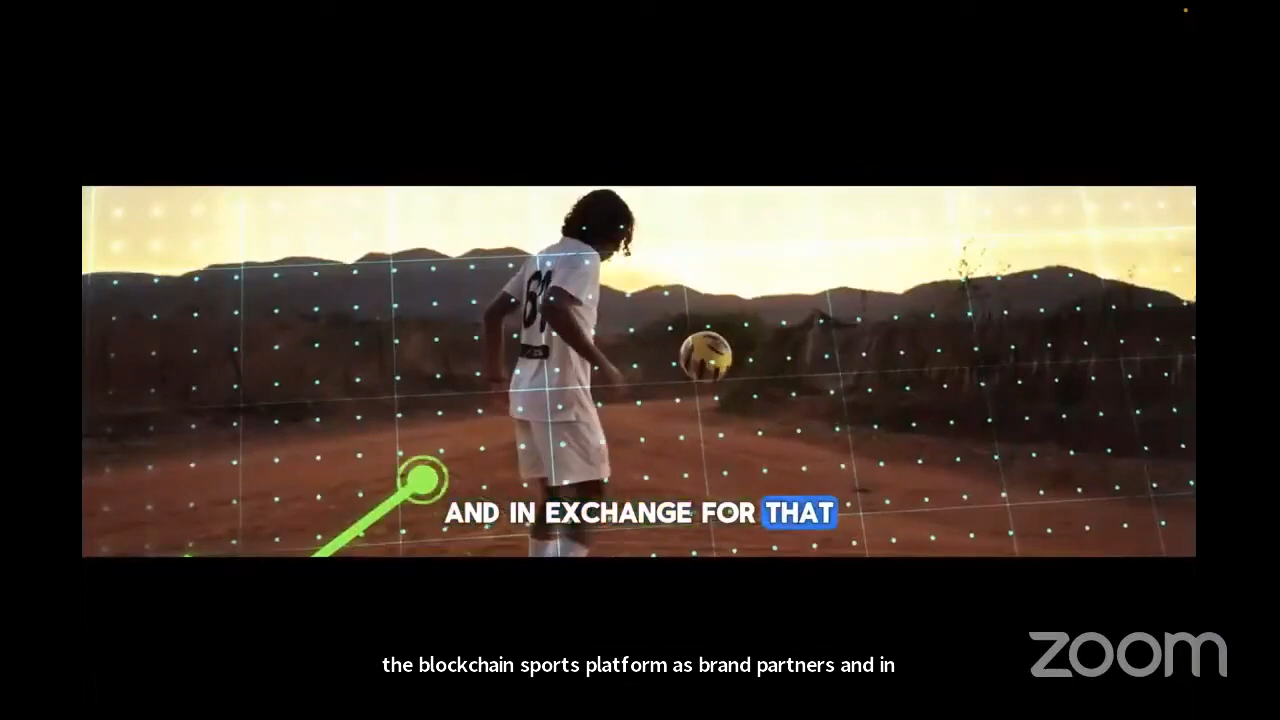 AND IN EXCHANGE FOR THAT
the blockchain sports platform as brand partners and in
zoom